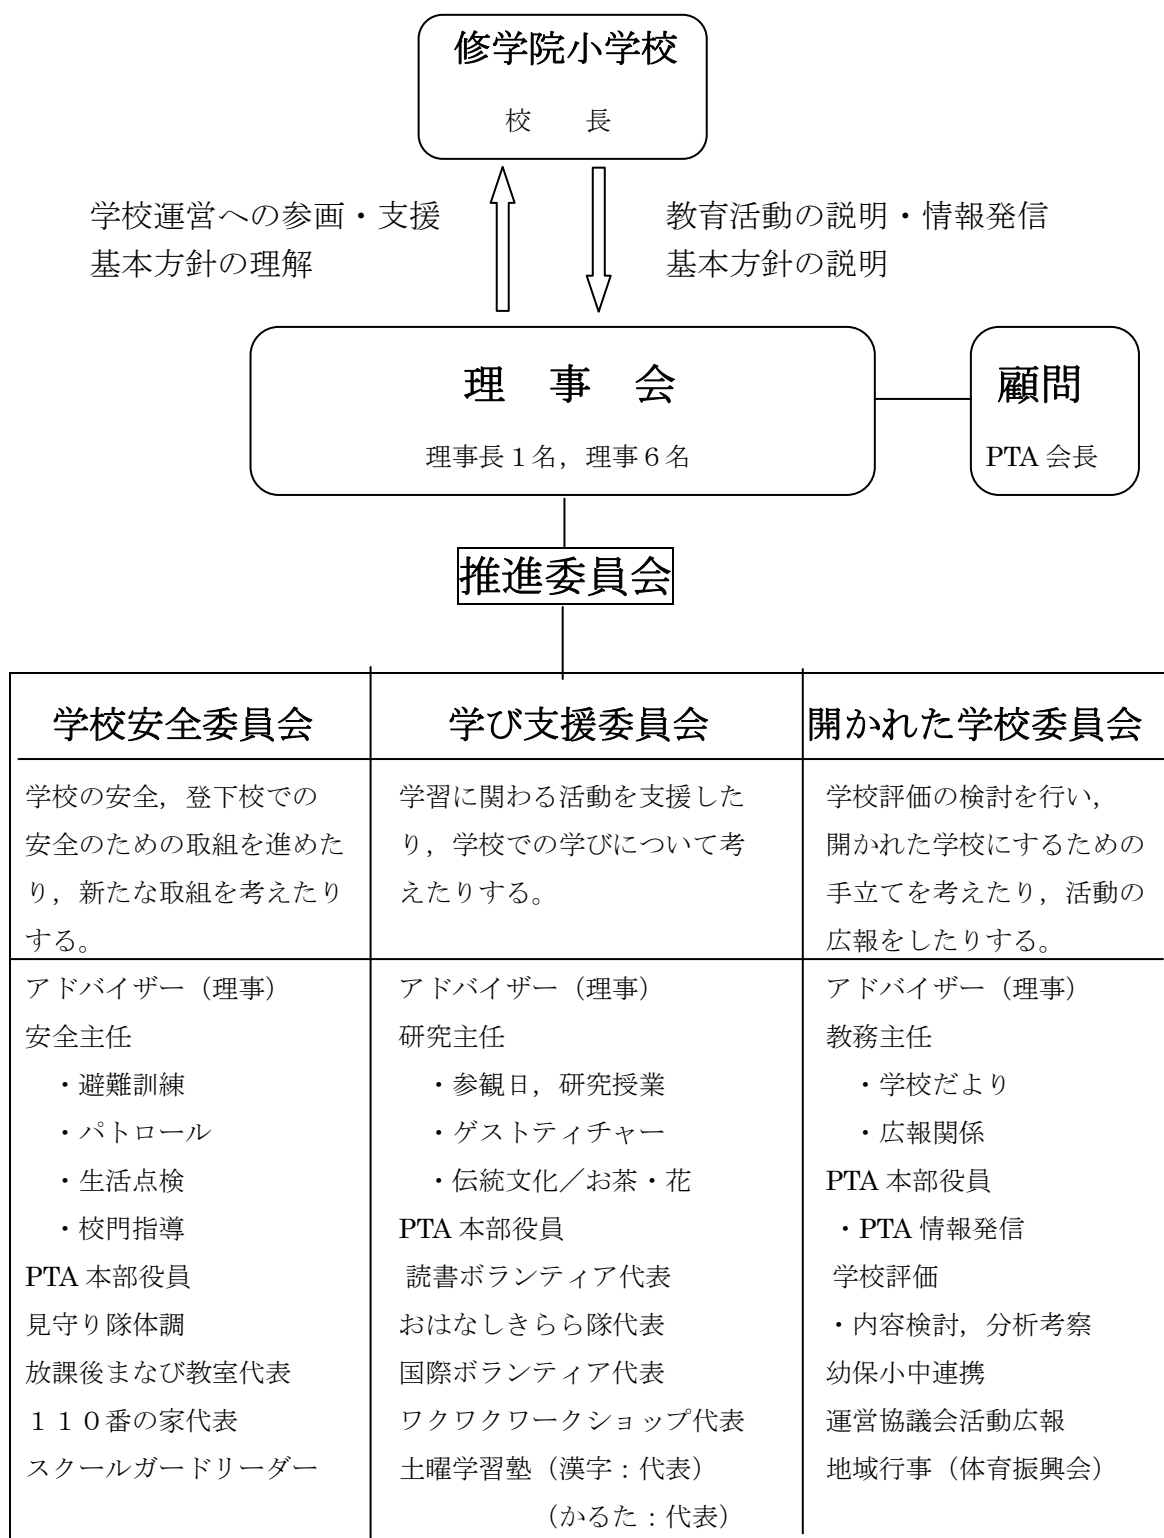 修学院小学校
校　　長
学校運営への参画・支援
基本方針の理解
教育活動の説明・情報発信
基本方針の説明
理　事　会
理事長１名，理事６名
顧問
PTA 会長
推進委員会
学校安全委員会
学校の安全，登下校での
安全のための取組を進めた
り，新たな取組を考えたり
する。
アドバイザー（理事）
安全主任
・避難訓練
・パトロール
・生活点検
・校門指導
PTA 本部役員
見守り隊体調
放課後まなび教室代表
１１０番の家代表
スクールガードリーダー
学び支援委員会
学習に関わる活動を支援した
り，学校での学びについて考
えたりする。
アドバイザー（理事）
研究主任
・参観日，研究授業
・ゲストティチャー
・伝統文化／お茶・花
PTA 本部役員
読書ボランティア代表
おはなしきらら隊代表
国際ボランティア代表
ワクワクワークショップ代表
土曜学習塾（漢字：代表）
（かるた：代表）
開かれた学校委員会
学校評価の検討を行い，
開かれた学校にするための
手立てを考えたり，活動の
広報をしたりする。
アドバイザー（理事）
教務主任
・学校だより
・広報関係
PTA 本部役員
・PTA 情報発信
学校評価
・内容検討，分析考察
幼保小中連携
運営協議会活動広報
地域行事（体育振興会）